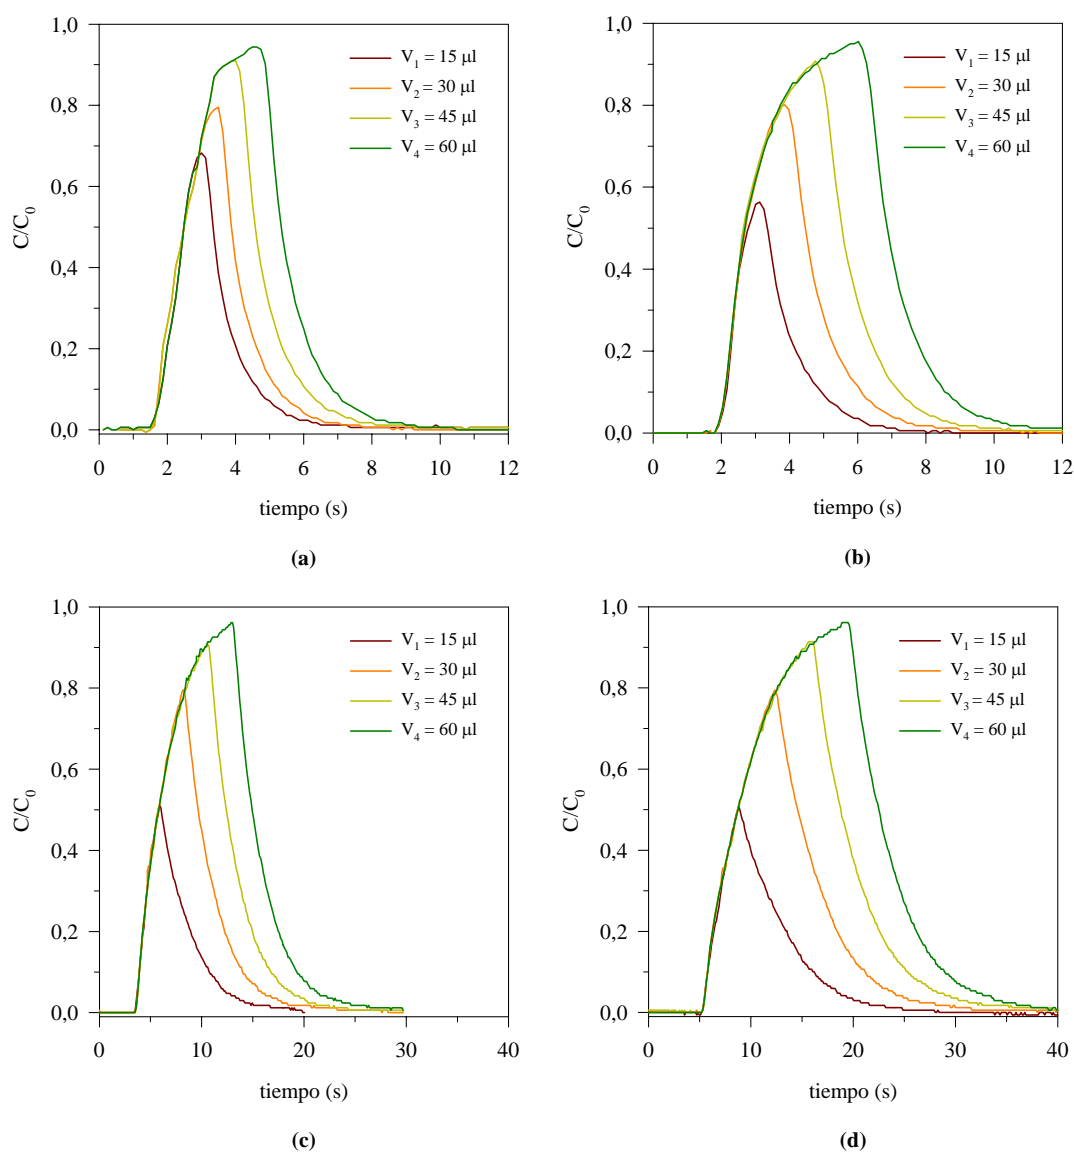 1,0
0,8
0,6
0,4
0,2
0,0
C/C0
0 2 4 6 8 10 12
tiempo (s)
V1 = 15 µl
V2 = 30 µl
V3 = 45 µl
V4 = 60 µl
(a)
1,0
0,8
0,6
0,4
0,2
0,0
C/C0
0 2 4 6 8 10 12
tiempo (s)
V1 = 15 µl
V2 = 30 µl
V3 = 45 µl
V4 = 60 µl
(b)
1,0
0,8
0,6
0,4
0,2
0,0
C/C0
0 10 20 30 40
tiempo (s)
V1 = 15 µl
V2 = 30 µl
V3 = 45 µl
V4 = 60 µl
(c)
1,0
0,8
0,6
0,4
0,2
0,0
C/C0
0 10 20 30 40
tiempo (s)
V1 = 15 µl
V2 = 30 µl
V3 = 45 µl
V4 = 60 µl
(d)